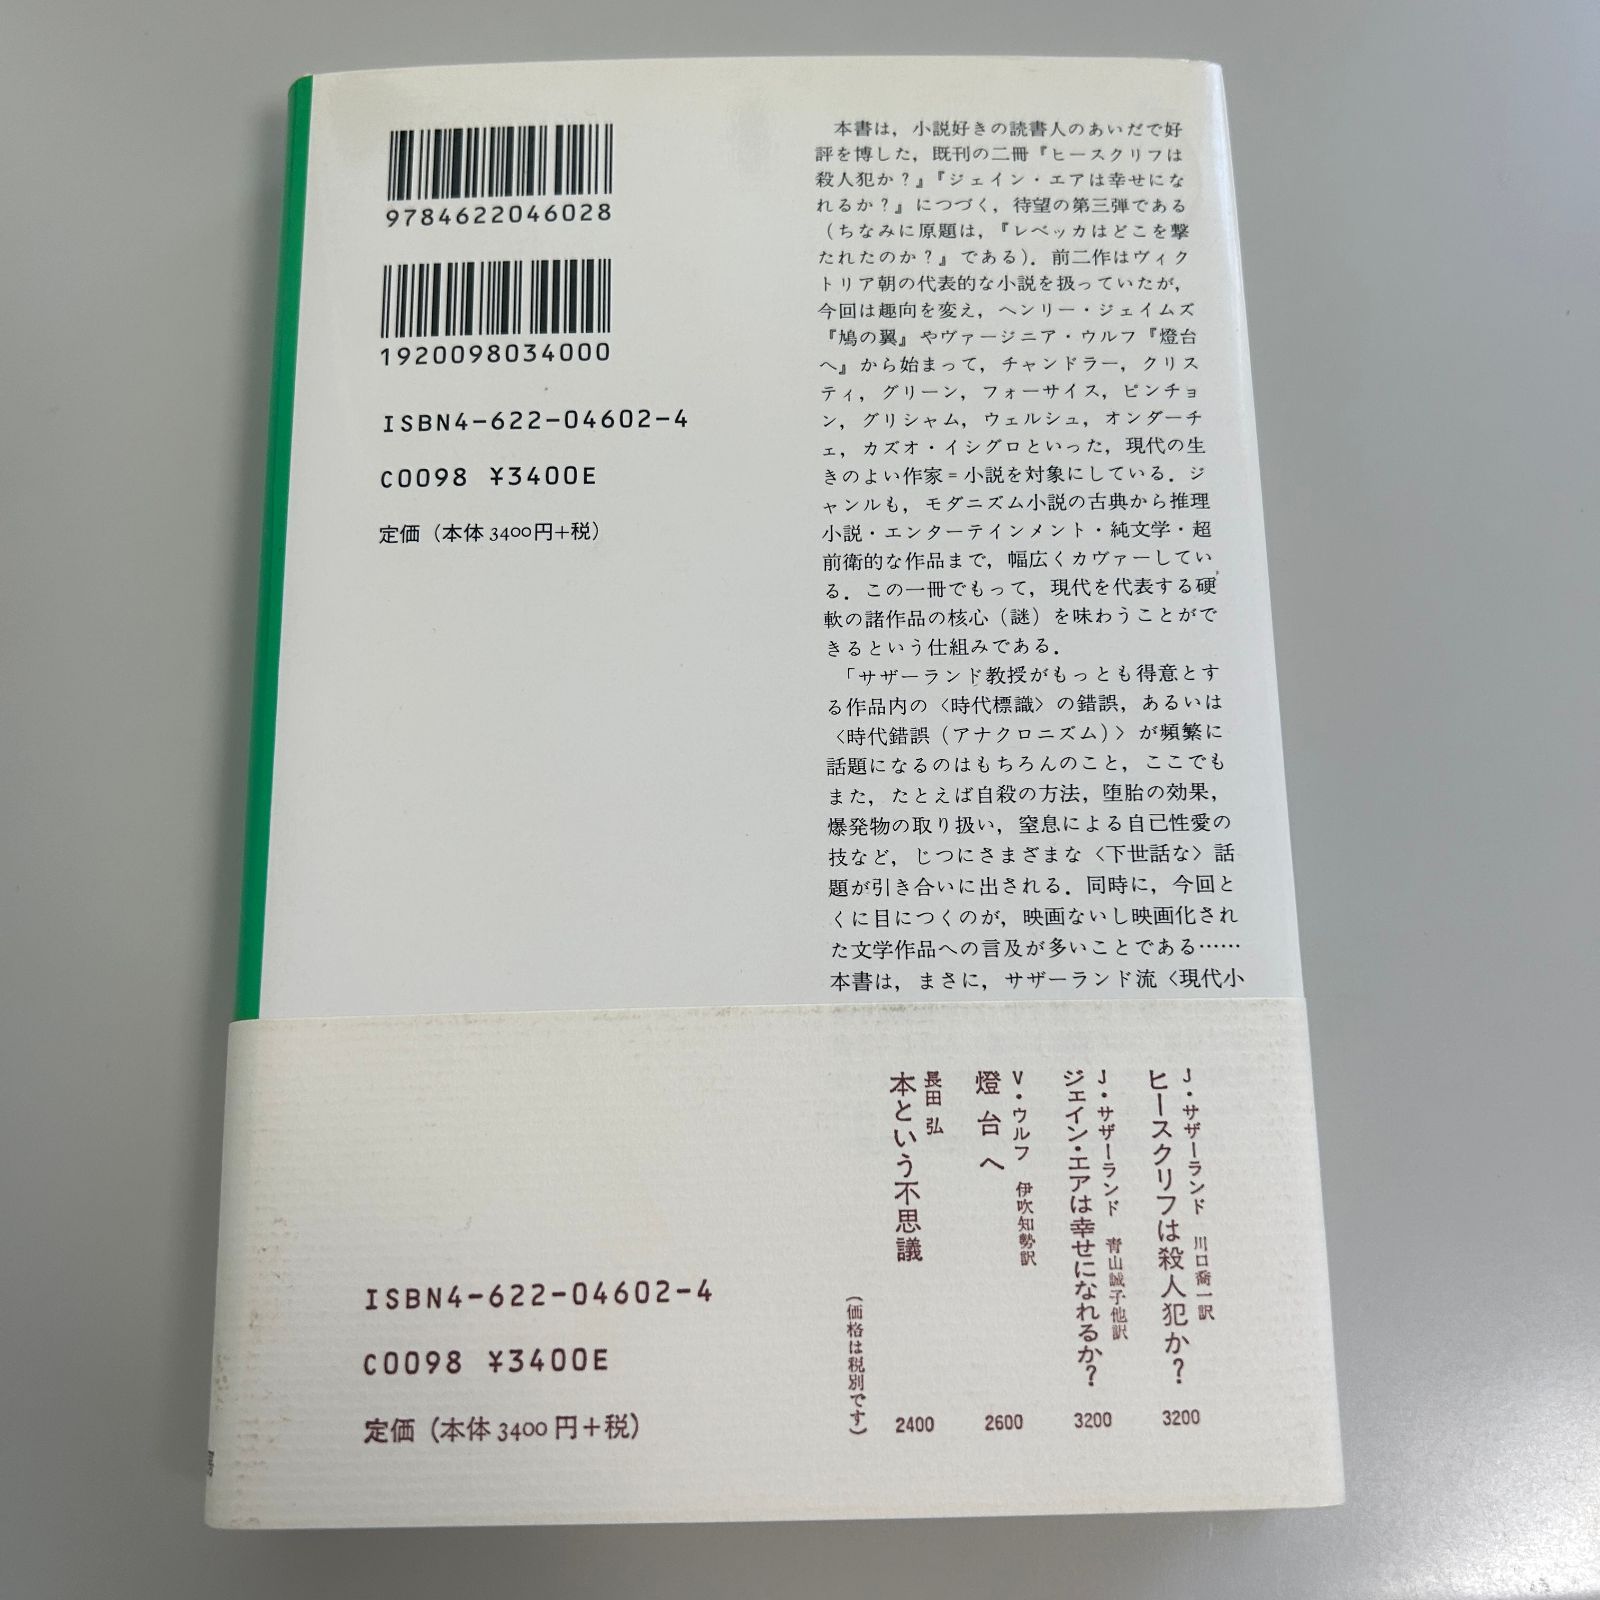 9784622046028
1920098034000
ISBN4-622-04602-4
C0098 ¥3400E
定価（本体3400円+税）
本書は，小説好きの読書人のあいだで好
評を博した，既刊の二冊『ヒースクリフは
殺人犯か？』『ジェイン・エアは幸せにな
れるか？』につづく，待望の第三弾である
（ちなみに原題は，『レベッカはどこを撃
たれたのか？』である）．前二作はヴィク
トリア朝の代表的な小説を扱っていたが，
今回は趣向を変え，ヘンリー・ジェイムズ
『鳩の翼』やヴァージニア・ウルフ『燈台
へ』から始まって，チャンドラー，クリス
ティ，グリーン，フォーサイス，ピンチョ
ン，グリシャム，ウェルシュ，オンダーチ
ェ，カズオ・イシグロといった，現代の生
きのよい作家＝小説を対象にしている．ジ
ャンルも，モダニズム小説の古典から推理
小説・エンターテインメント・純文学・超
前衛的な作品まで，幅広くカヴァーしてい
る．この一冊でもって，現代を代表する硬
軟の諸作品の核心（謎）を味わうことがで
きるという仕組みである．
「サザーランド教授がもっとも得意とす
る作品内の〈時代標識〉の錯誤，あるいは
〈時代錯誤（アナクロニズム）〉が頻繁に
話題になるのはもちろんのこと，ここでも
また，たとえば自殺の方法，堕胎の効果，
爆発物の取り扱い，窒息による自己性愛の
技など，じつにさまざまな〈下世話な〉話
題が引き合いに出される．同時に，今回と
くに目につくのが，映画ないし映画化され
た文学作品への言及が多いことである……
本書は，まさに，サザーランド流〈現代小
J・サザーランド 川口喬一訳
ヒースクリフは殺人犯か？ 3200
J・サザーランド 青山誠子他訳
ジェイン・エアは幸せになれるか？ 3200
V・ウルフ 伊吹知勢訳
燈台へ 2600
長田 弘
本という不思議 2400
（価格は税別です）
ISBN4-622-04602-4
C0098 ¥3400E
定価（本体3400円+税）
房